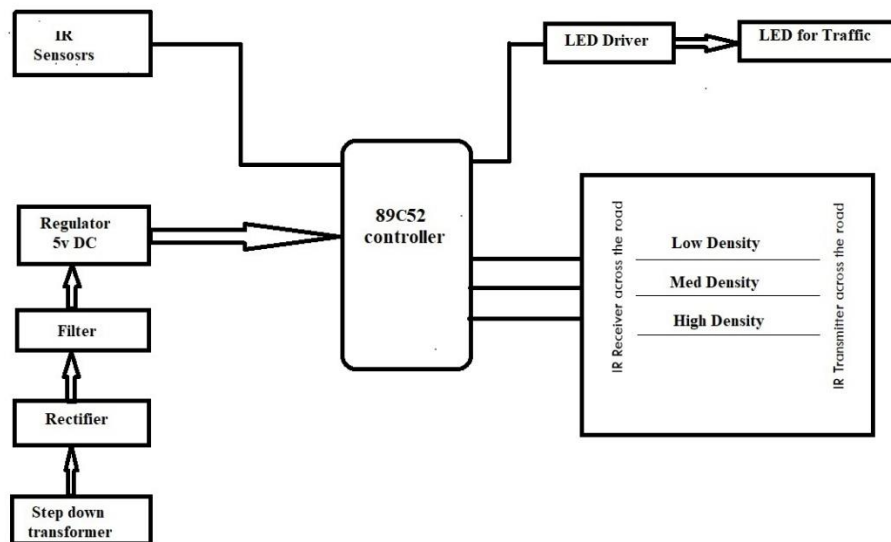 IR
Sensosrs
LED Driver
LED for Traffic
89C52
controller
Regulator
5v DC
Filter
Rectifier
Step down
transformer
IR Receiver across the road
Low Density
Med Density
High Density
IR Transmitter across the road